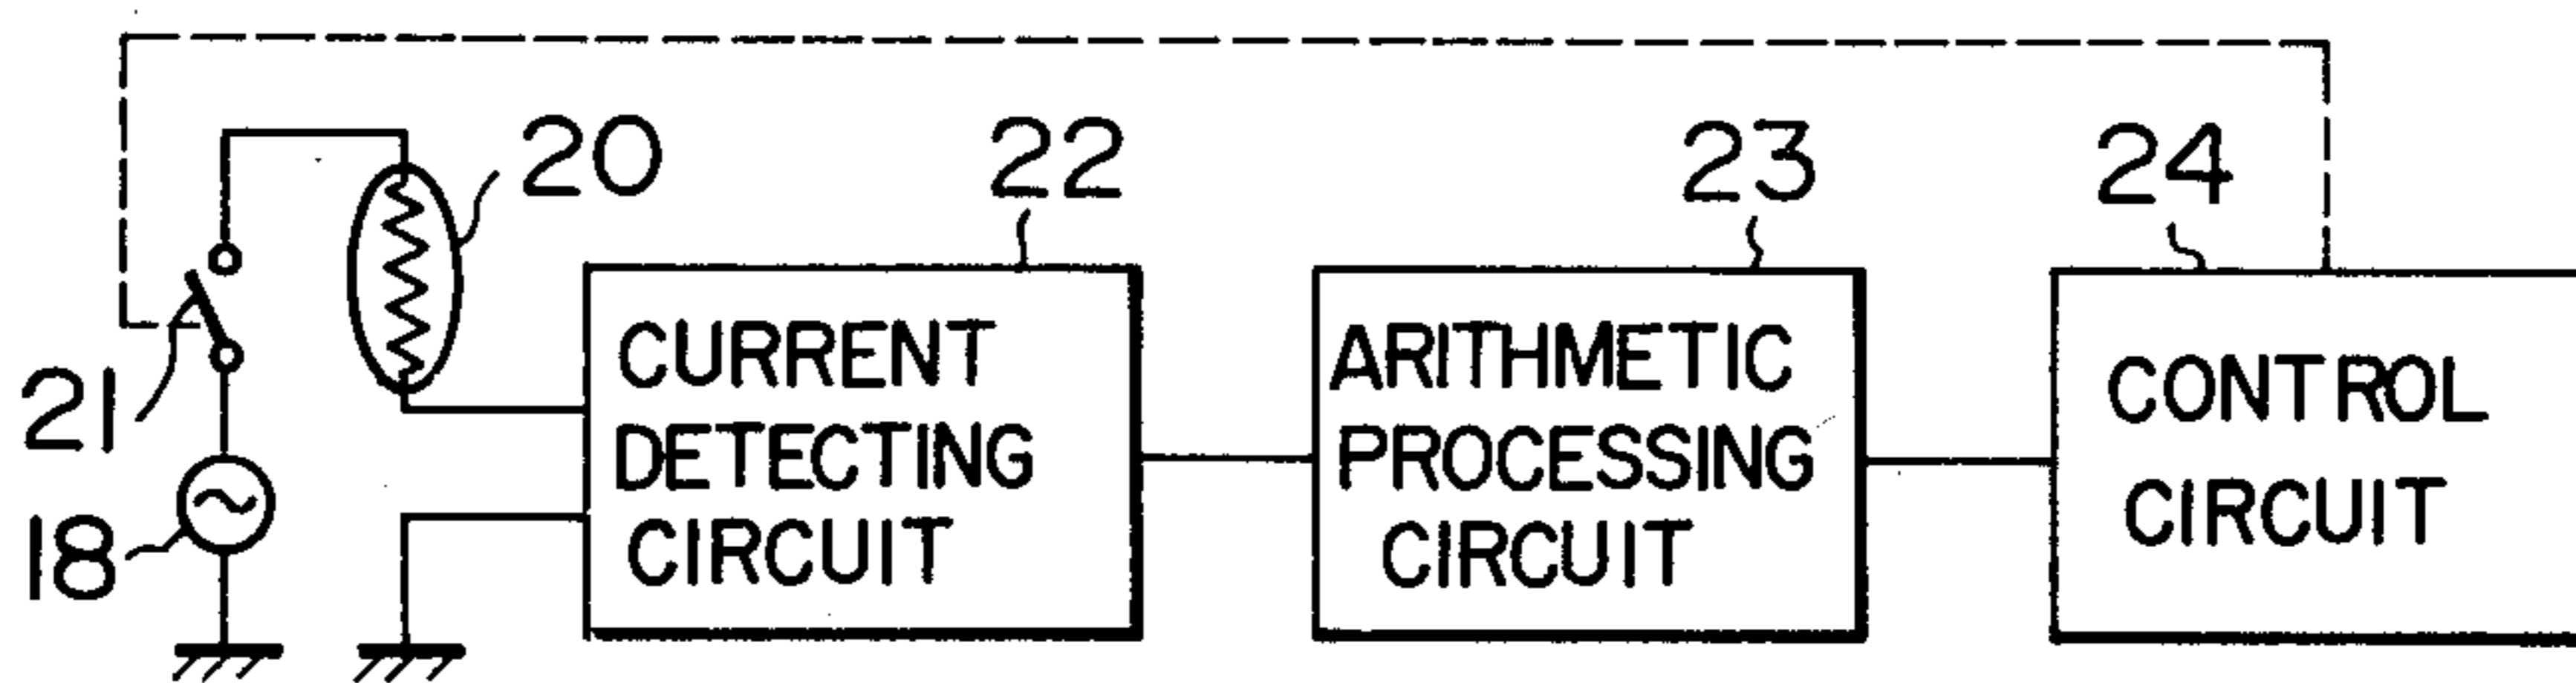 20
22
23
24
21
18
CURRENT
DETECTING
CIRCUIT
ARITHMETIC
PROCESSING
CIRCUIT
CONTROL
CIRCUIT